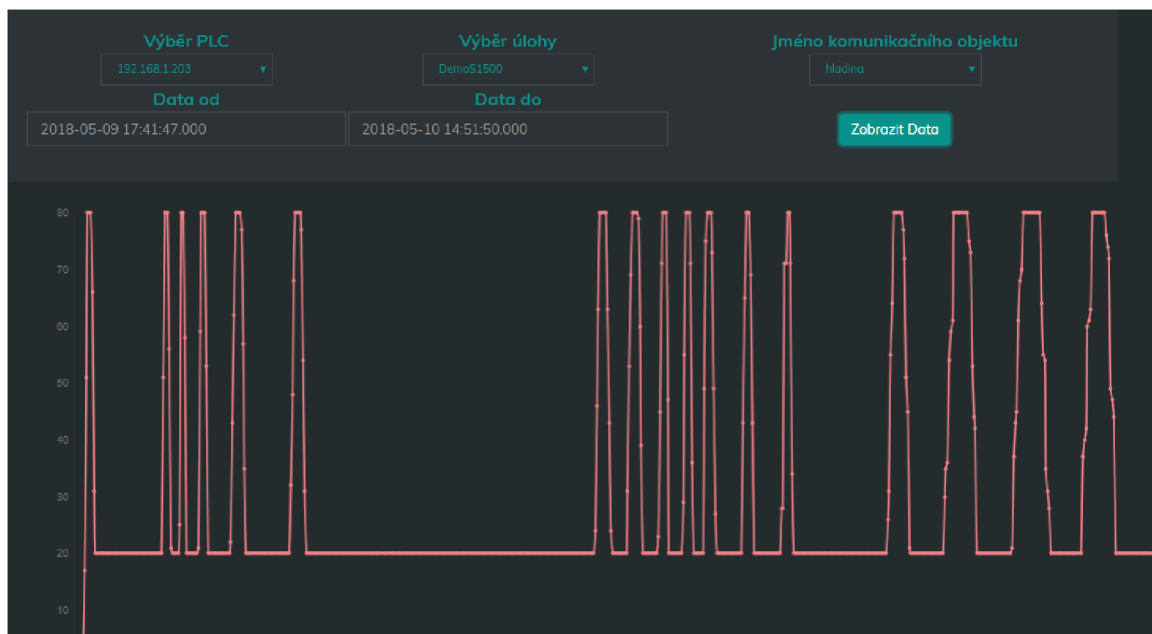 Výběr PLC Výběr úlohy Jméno komunikačního objektu
192.168.1.203 DemoS1500 hladina
Data od Data do
2018-05-09 17:41:47.000 2018-05-10 14:51:50.000 Zobrazit Data
80
70
60
50
40
30
20
10